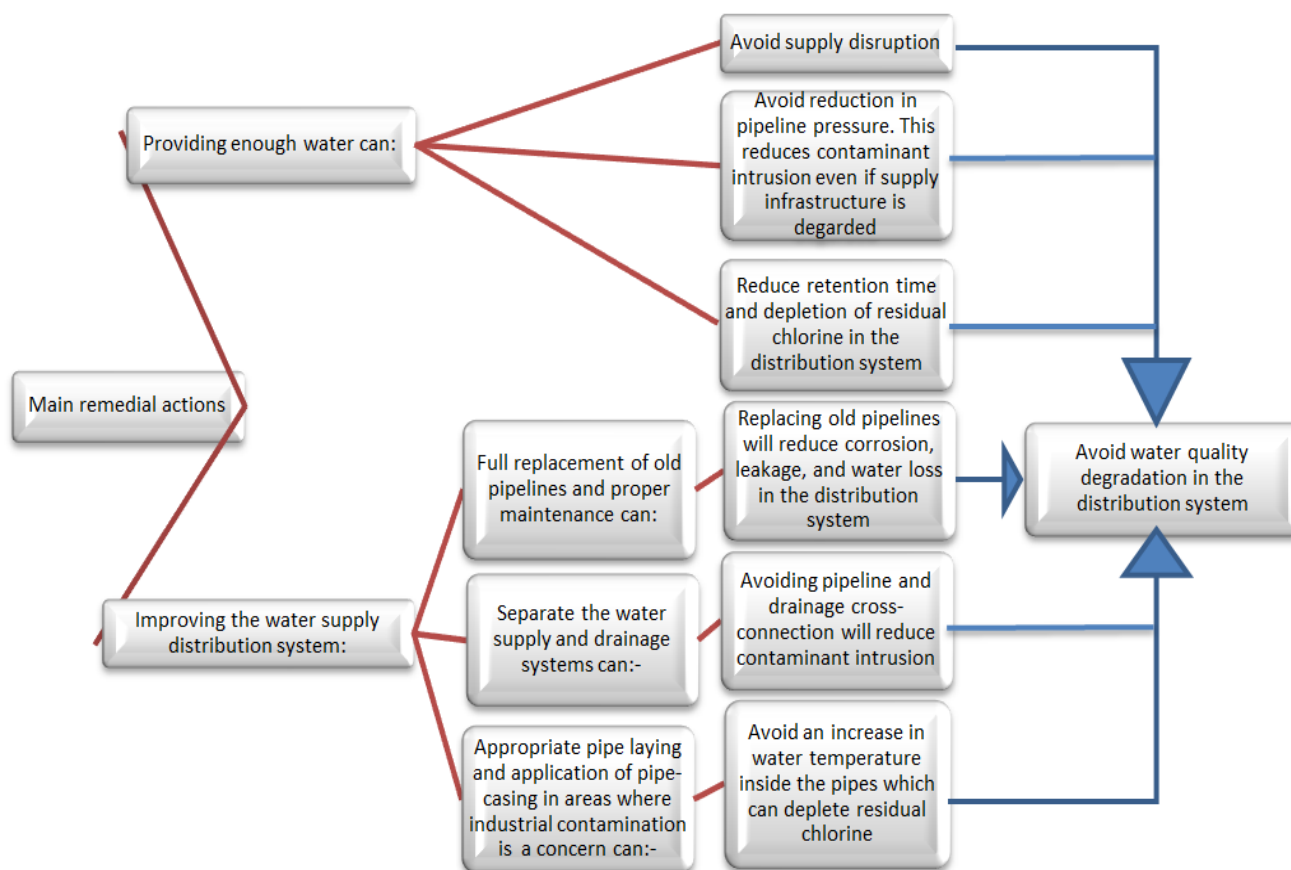 Avoid supply disruption
Avoid reduction in
pipeline pressure. This
reduces contaminant
intrusion even if supply
infrastructure is
degarded
Providing enough water can:
Reduce retention time
and depletion of residual
chlorine in the
distribution system
Main remedial actions
Full replacement of old
pipelines and proper
maintenance can:
Replacing old pipelines
will reduce corrosion,
leakage, and water loss
in the distribution
system
Avoid water quality
degradation in the
distribution system
Improving the water supply
distribution system:
Separate the water
supply and drainage
systems can:-
Avoiding pipeline and
drainage cross-
connection will reduce
contaminant intrusion
Appropriate pipe laying
and application of pipe-
casing in areas where
industrial contamination
is a concern can:-
Avoid an increase in
water temperature
inside the pipes which
can deplete residual
chlorine